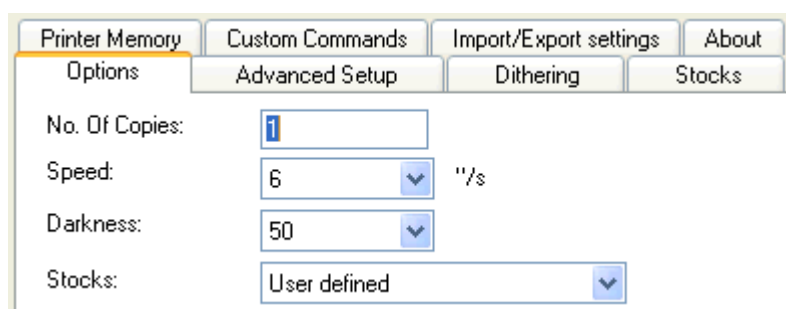 Printer Memory Custom Commands Import/Export settings About
Options Advanced Setup Dithering Stocks
No. Of Copies: 1
Speed: 6 "/s
Darkness: 50
Stocks: User defined